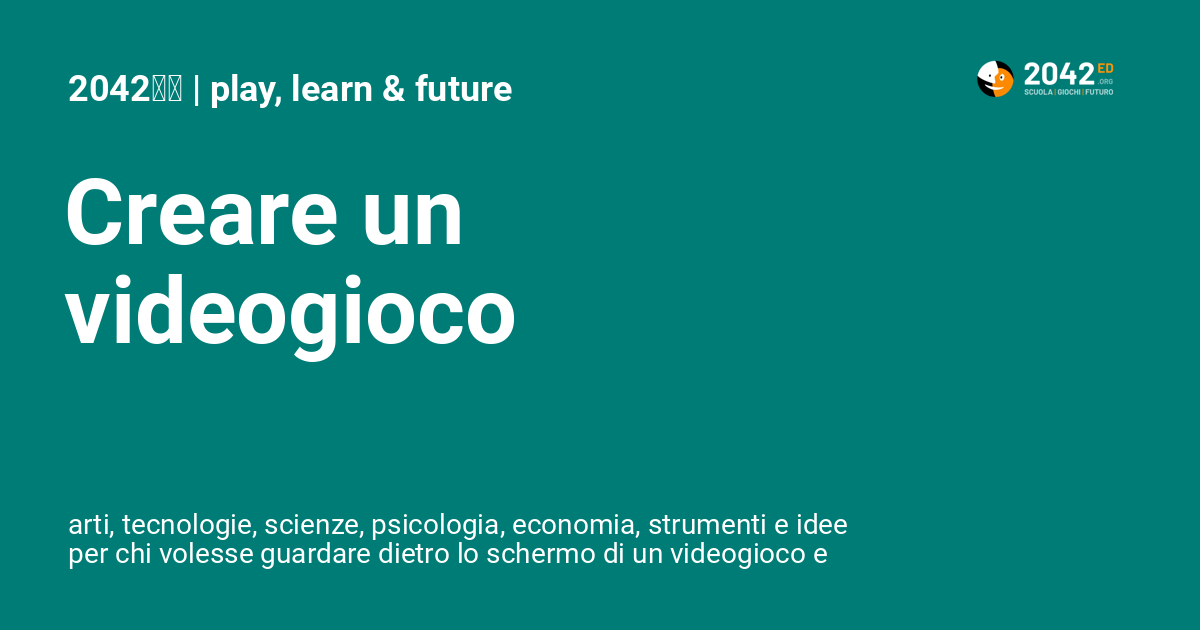 2042 | play, learn & future
2042 ED
.ORG
SCUOLA | GIOCHI | FUTURO
Creare un
videogioco
arti, tecnologie, scienze, psicologia, economia, strumenti e idee
per chi volesse guardare dietro lo schermo di un videogioco e